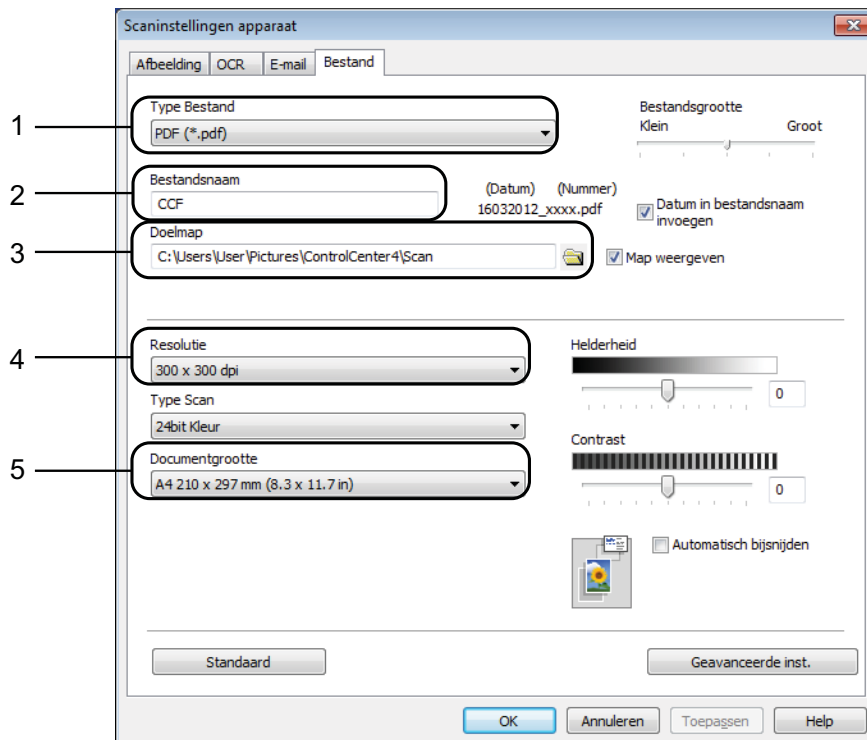 Scaninstellingen apparaat
Afbeelding OCR E-mail Bestand
1
Type Bestand
PDF (*.pdf)
Bestandsgrootte
Klein Groot
2
Bestandsnaam
CCF
(Datum) (Nummer)
16032012_xxxx.pdf
Datum in bestandsnaam
invoegen
3
Doelmap
C:\Users\User\Pictures\ControlCenter4\Scan
Map weergeven
4
Resolutie
300 x 300 dpi
Helderheid
0
Type Scan
24bit Kleur
Contrast
0
5
Documentgrootte
A4 210 x 297 mm (8.3 x 11.7 in)
Automatisch bijsnijden
Standaard
Geavanceerde inst.
OK Annuleren Toepassen Help